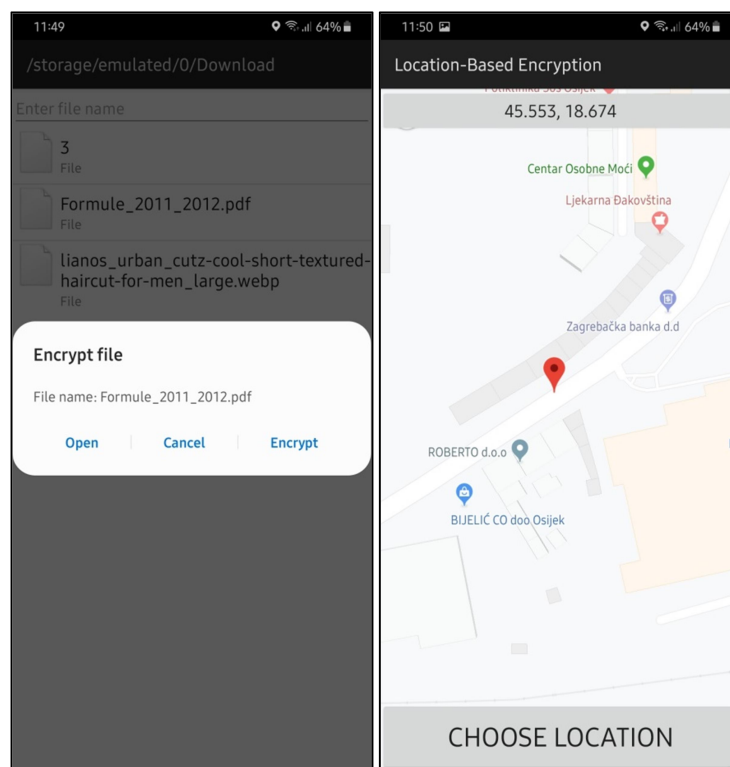 11:49
64%
/storage/emulated/0/Download
Enter file name
3
File
Formule_2011_2012.pdf
File
lianos_urban_cutz-cool-short-textured-
haircut-for-men_large.webp
File
Encrypt file
File name: Formule_2011_2012.pdf
Open Cancel Encrypt
11:50
64%
Location-Based Encryption
45.553, 18.674
Centar Osobne Moći
Ljekarna Đakovština
Zagrebačka banka d.d
ROBERTO d.o.o
BIJELIĆ CO doo Osijek
CHOOSE LOCATION